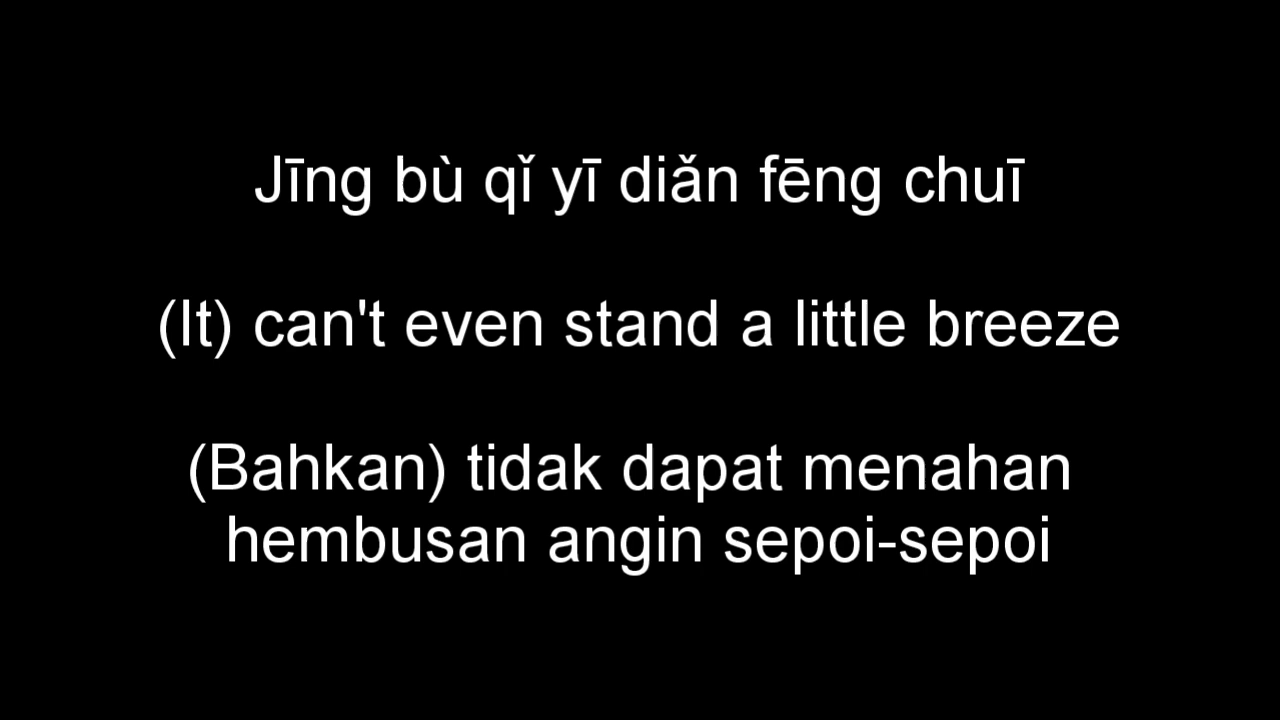 Jīng bù qǐ yī diǎn fēng chuī
(It) can't even stand a little breeze
(Bahkan) tidak dapat menahan
hembusan angin sepoi-sepoi